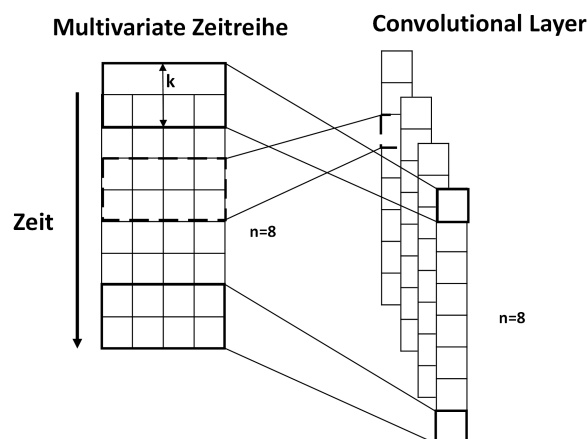 Multivariate Zeitreihe
Convolutional Layer
k
Zeit
n=8
n=8